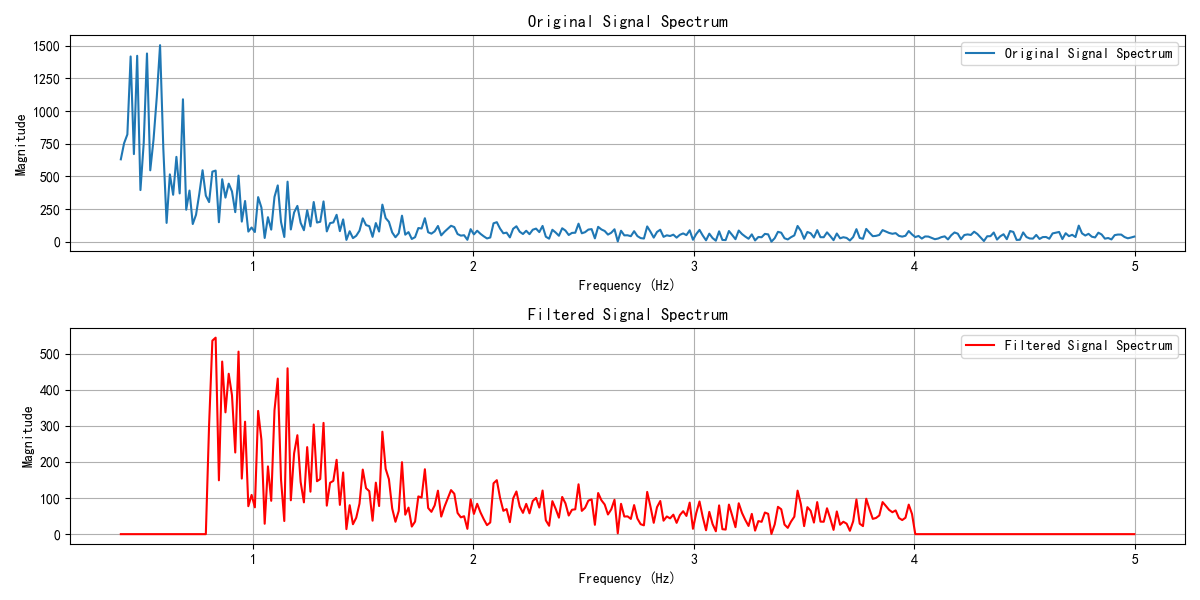 Original Signal Spectrum
Original Signal Spectrum
Magnitude
1500
1250
1000
750
500
250
0
1 2 3 4 5
Frequency (Hz)
Filtered Signal Spectrum
Filtered Signal Spectrum
Magnitude
500
400
300
200
100
0
1 2 3 4 5
Frequency (Hz)